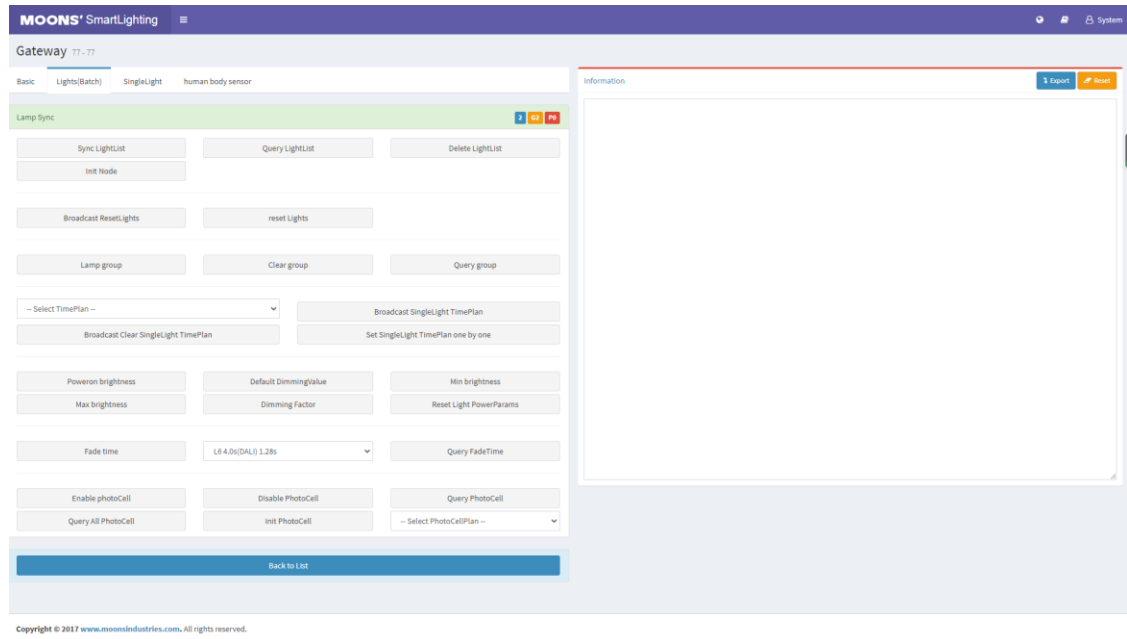 MOONS' SmartLighting
System
Gateway 77 - 77
Basic Lights(Batch) SingleLight human body sensor
Information Export Reset
Lamp Sync 2 G2 P0
Sync LightList Query LightList Delete LightList
Init Node
Broadcast ResetLights reset Lights
Lamp group Clear group Query group
-- Select TimePlan -- Broadcast SingleLight TimePlan
Broadcast Clear SingleLight TimePlan Set SingleLight TimePlan one by one
Poweron brightness Default DimmingValue Min brightness
Max brightness Dimming Factor Reset Light PowerParams
Fade time L6 4.0s(DALI) 1.28s Query FadeTime
Enable photoCell Disable PhotoCell Query PhotoCell
Query All PhotoCell Init PhotoCell -- Select PhotoCellPlan --
Back to List
Copyright © 2017 www.moonsindustries.com. All rights reserved.